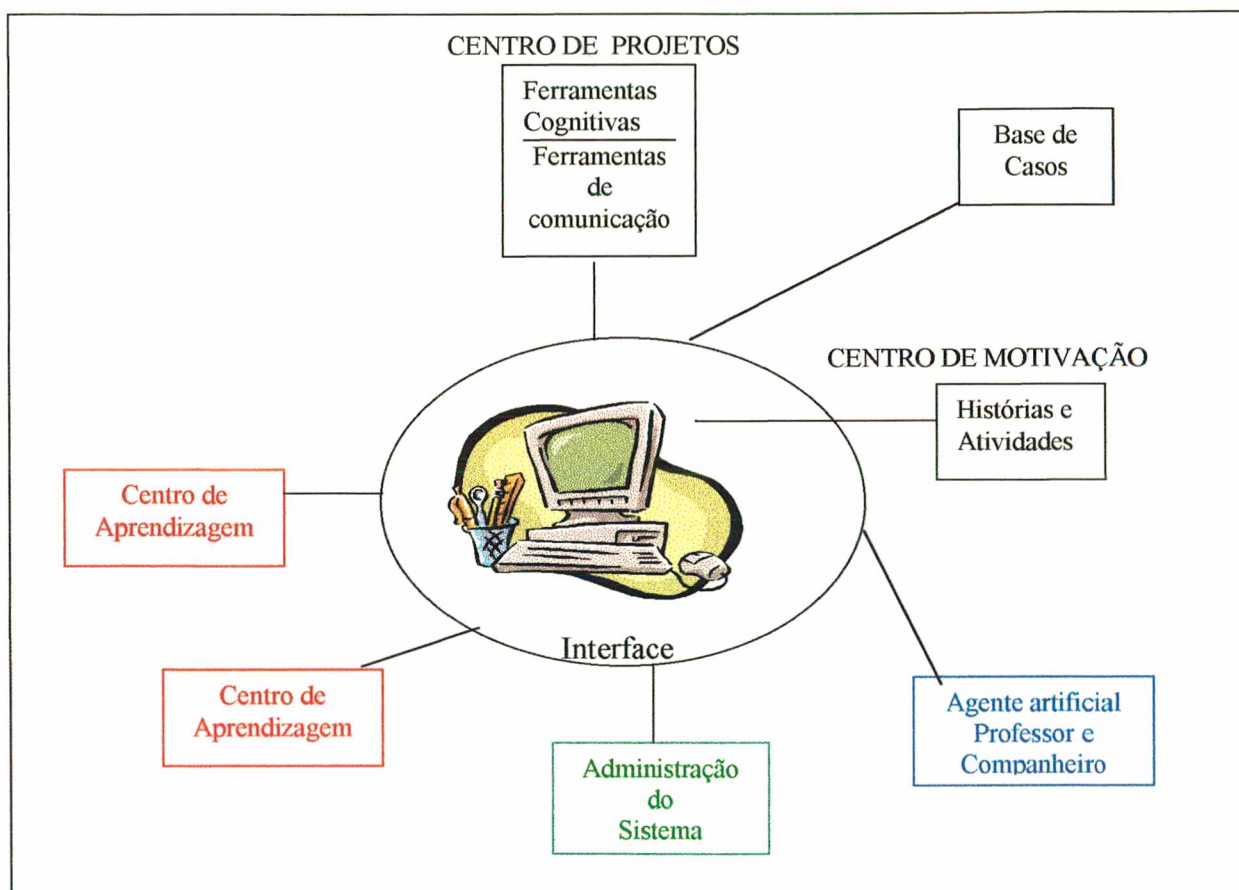 CENTRO DE PROJETOS
Ferramentas
Cognitivas
Ferramentas
de
comunicação
Base de
Casos
CENTRO DE MOTIVAÇÃO
Histórias e
Atividades
Centro de
Aprendizagem
Interface
Centro de
Aprendizagem
Agente artificial
Professor e
Companheiro
Administração
do
Sistema